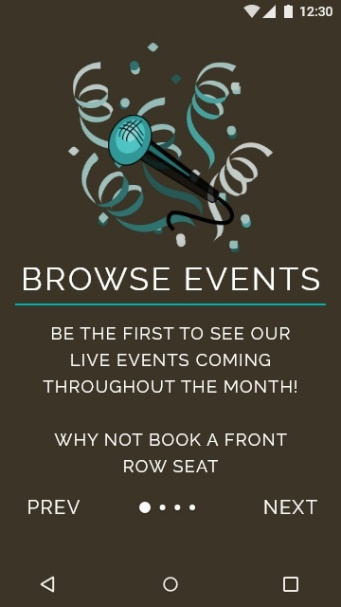 12:30
BROWSE EVENTS
BE THE FIRST TO SEE OUR
LIVE EVENTS COMING
THROUGHOUT THE MONTH!
WHY NOT BOOK A FRONT
ROW SEAT
PREV NEXT